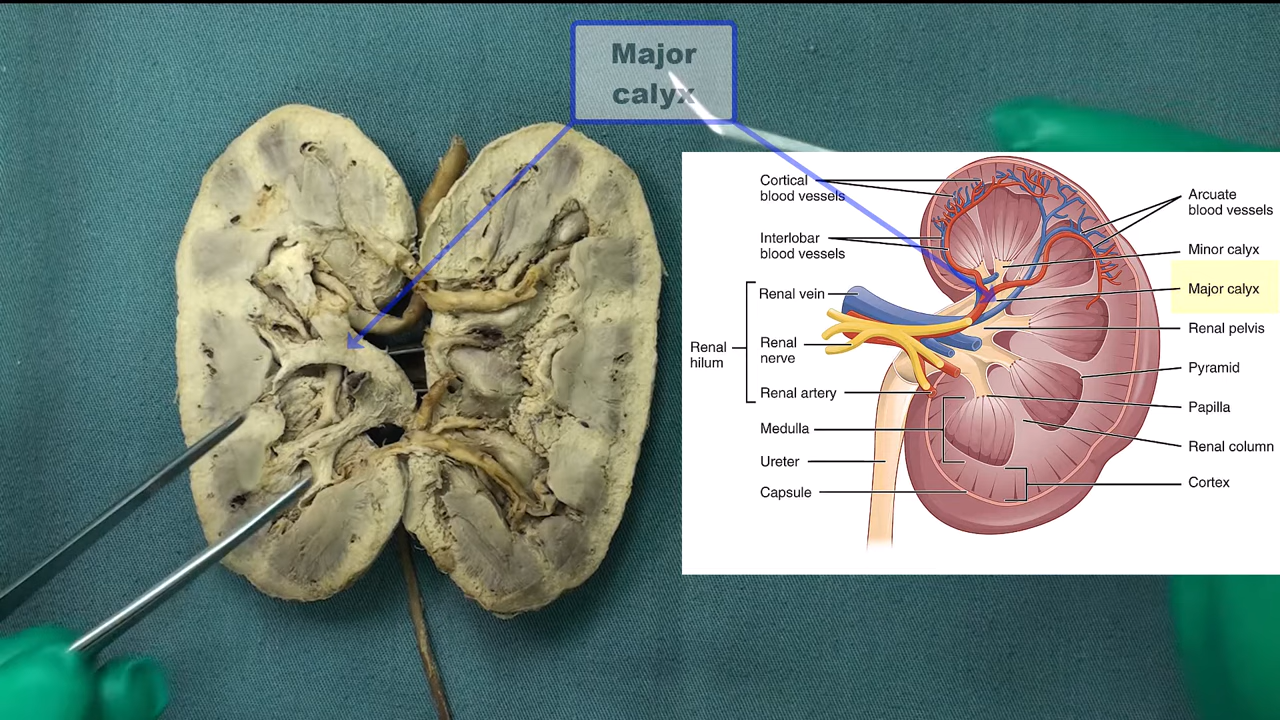 Major
calyx
Cortical
blood vessels
Interlobar
blood vessels
Renal vein
Renal
hilum
Renal
nerve
Renal artery
Medulla
Ureter
Capsule
Arcuate
blood vessels
Minor calyx
Major calyx
Renal pelvis
Pyramid
Papilla
Renal column
Cortex